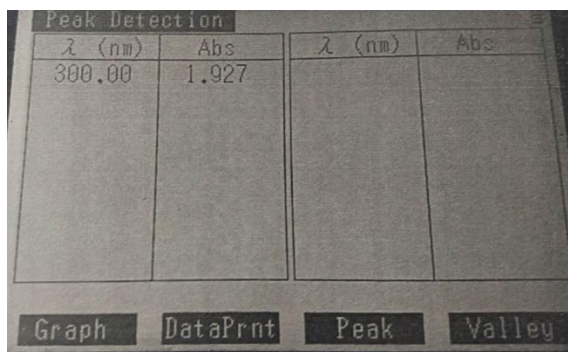 Peak Detection
λ (nm) Abs λ (nm) Abs
300.00 1.927
Graph DataPrnt Peak Valley